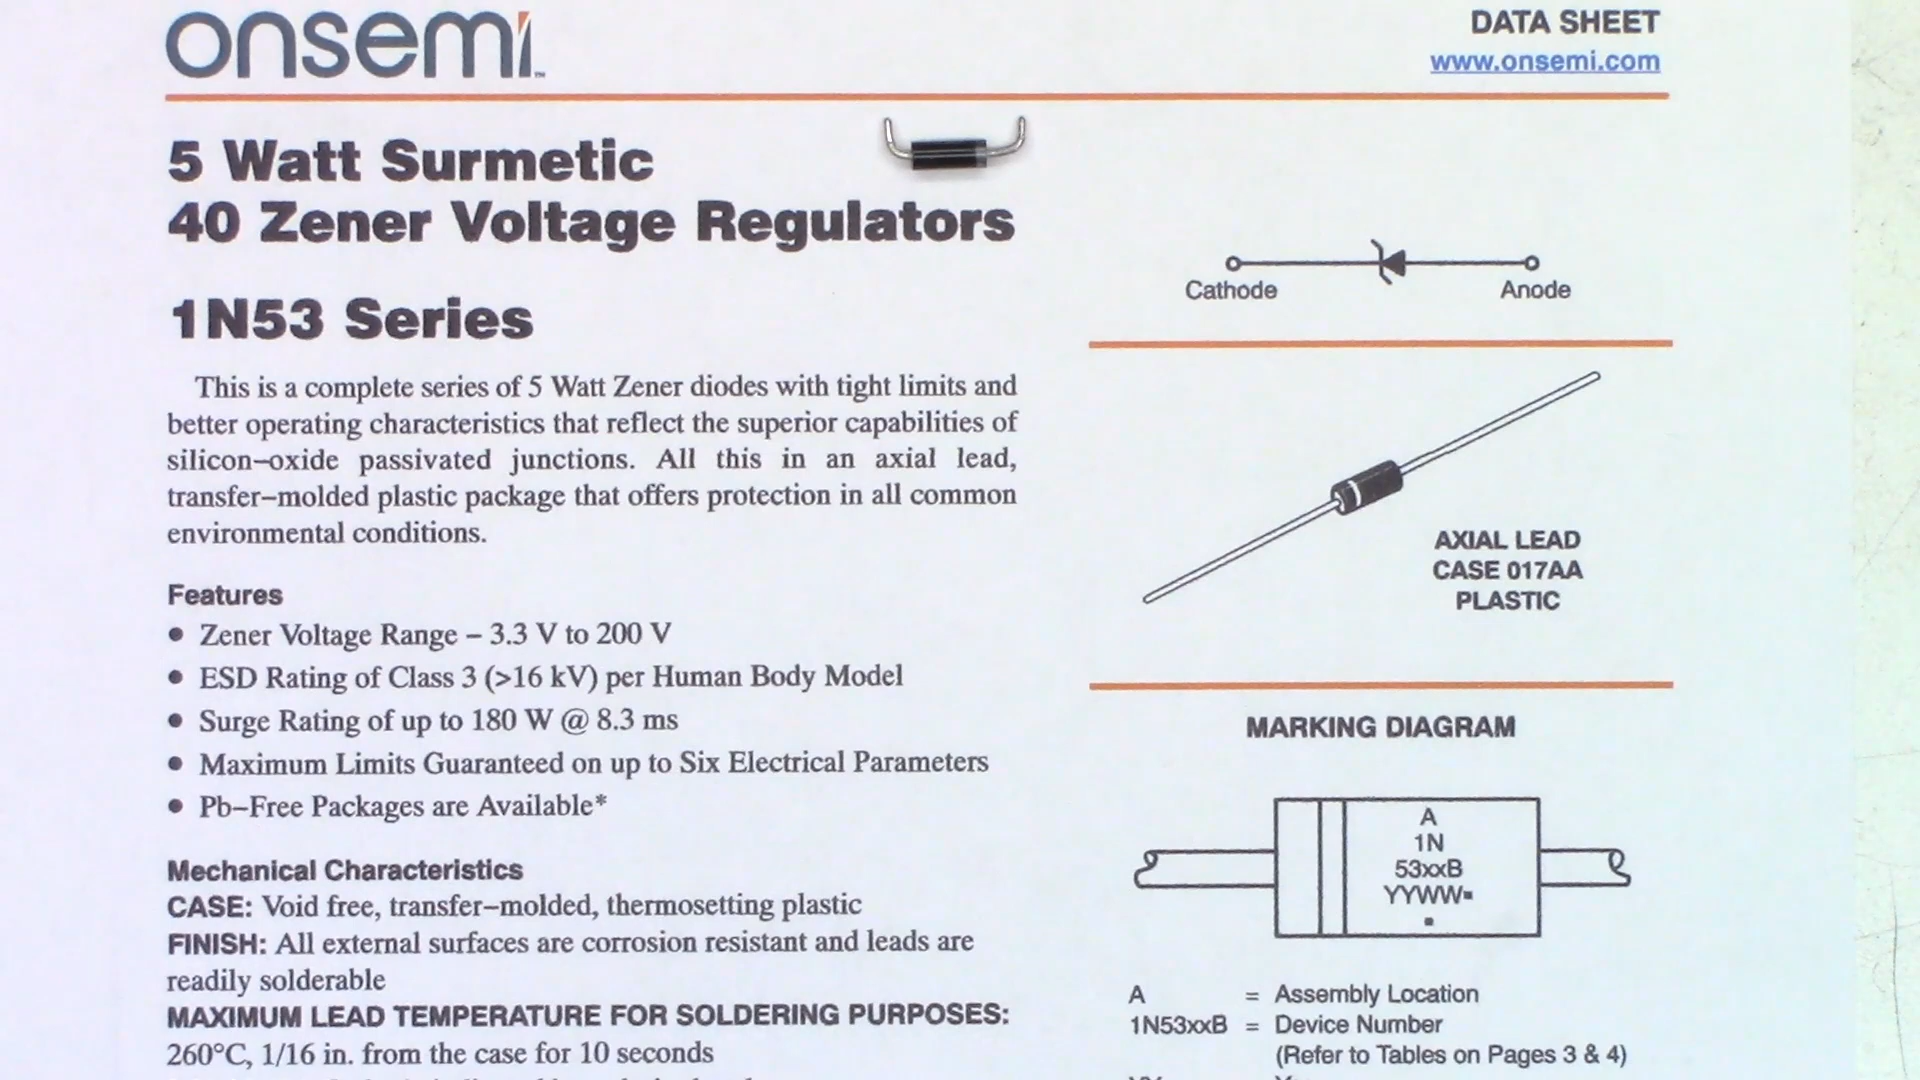 onsemi™
DATA SHEET
www.onsemi.com
5 Watt Surmetic
40 Zener Voltage Regulators
1N53 Series
This is a complete series of 5 Watt Zener diodes with tight limits and
better operating characteristics that reflect the superior capabilities of
silicon–oxide passivated junctions. All this in an axial lead,
transfer–molded plastic package that offers protection in all common
environmental conditions.
Features
• Zener Voltage Range – 3.3 V to 200 V
• ESD Rating of Class 3 (>16 kV) per Human Body Model
• Surge Rating of up to 180 W @ 8.3 ms
• Maximum Limits Guaranteed on up to Six Electrical Parameters
• Pb–Free Packages are Available*
Mechanical Characteristics
CASE: Void free, transfer–molded, thermosetting plastic
FINISH: All external surfaces are corrosion resistant and leads are
readily solderable
MAXIMUM LEAD TEMPERATURE FOR SOLDERING PURPOSES:
260°C, 1/16 in. from the case for 10 seconds
Cathode
Anode
AXIAL LEAD
CASE 017AA
PLASTIC
MARKING DIAGRAM
A
1N
53xxB
YYWW▪
▪
A = Assembly Location
1N53xxB = Device Number
(Refer to Tables on Pages 3 & 4)